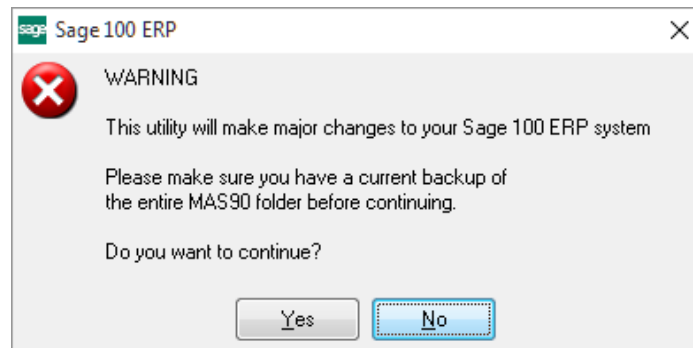 sage Sage 100 ERP
WARNING
This utility will make major changes to your Sage 100 ERP system
Please make sure you have a current backup of
the entire MAS90 folder before continuing.
Do you want to continue?
Yes No